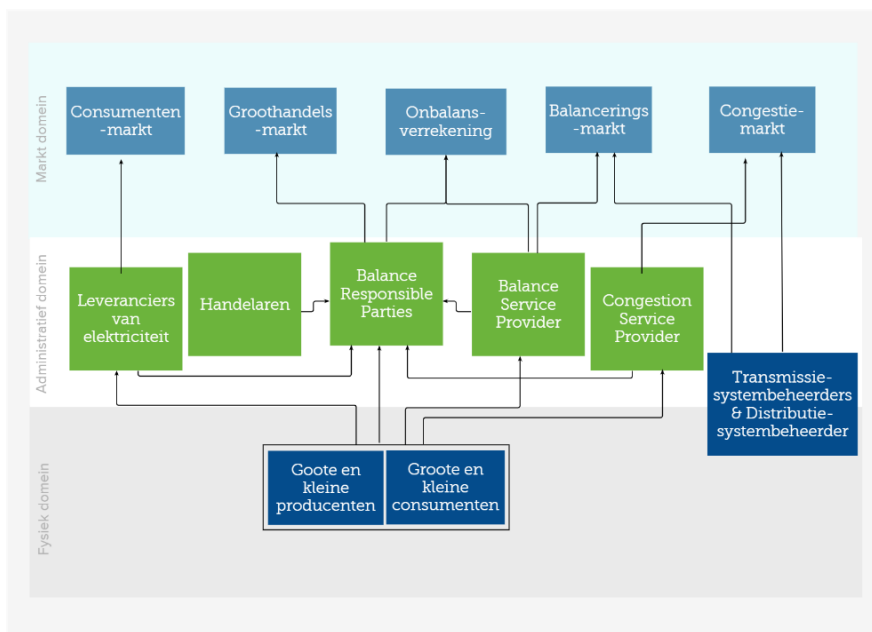 Markt domein
Consumenten
-markt
Groothandels
-markt
Onbalans-
verrekening
Balancerings
-markt
Congestie-
markt
Administratief domein
Leveranciers
van
elektriciteit
Handelaren
Balance
Responsible
Parties
Balance
Service
Provider
Congestion
Service
Provider
Transmissie-
systembeheerders
& Distributie-
systembeheerder
Fysiek domein
Goote en
kleine
producenten
Groote en
kleine
consumenten